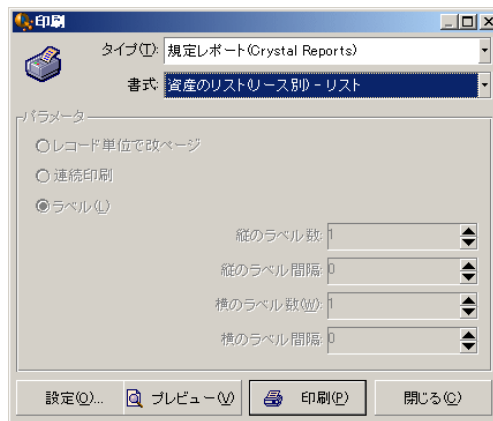 印刷
タイプ(T): 規定レポート(Crystal Reports)
書式: 資産のリスト(リース別) - リスト
パラメータ
レコード単位で改ページ
連続印刷
ラベル(L)
縦のラベル数: 1
縦のラベル間隔: 0
横のラベル数(W): 1
横のラベル間隔: 0
設定(O)... プレビュー(V) 印刷(P) 閉じる(C)